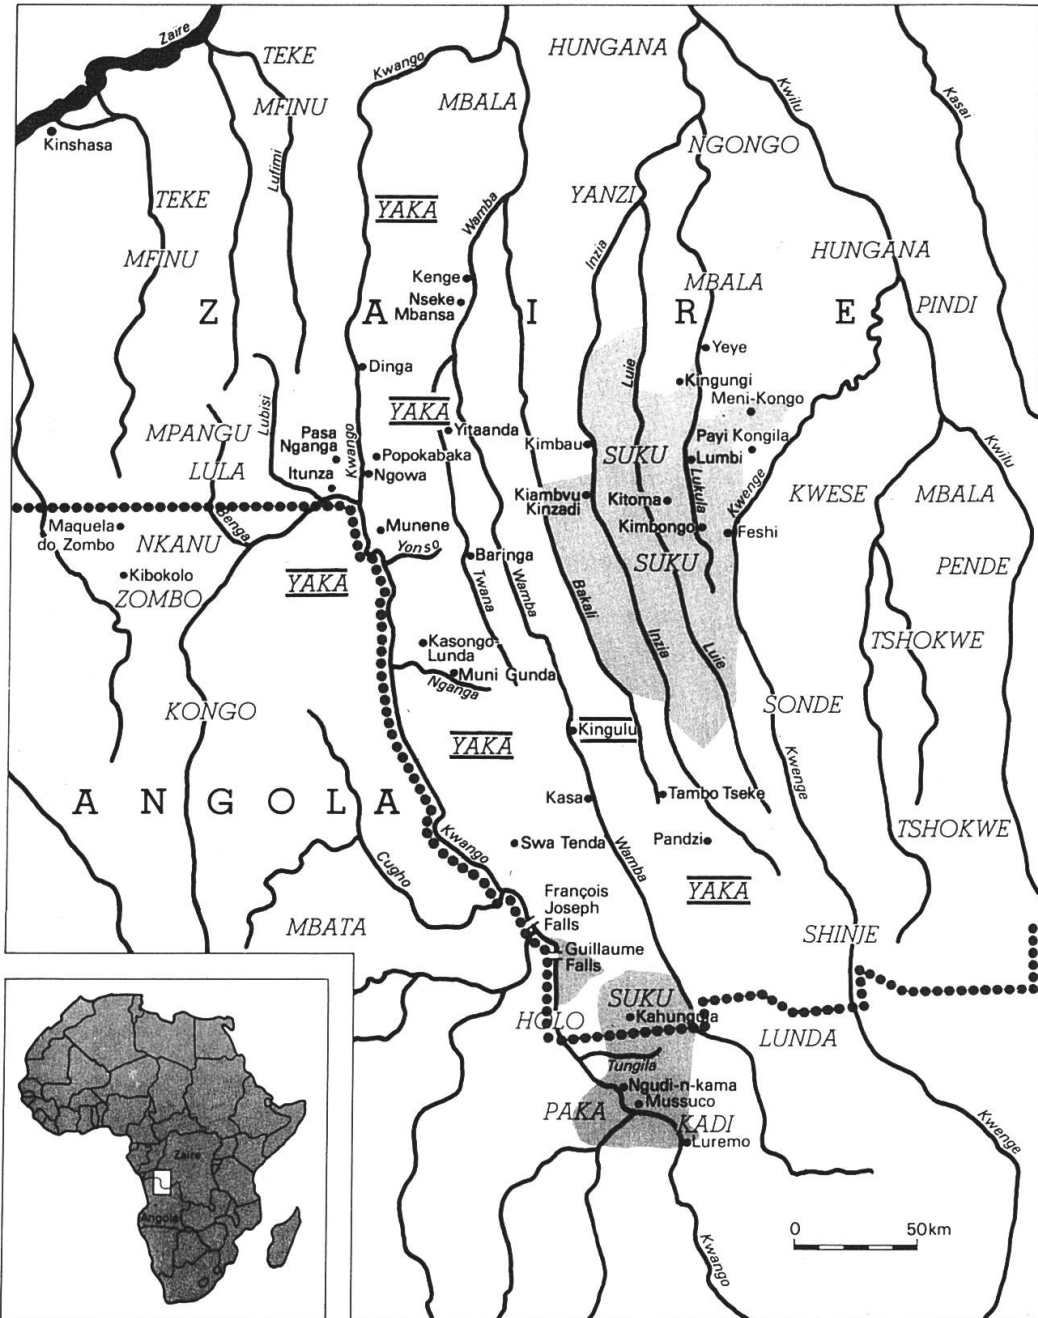 Zaïre
TEKE
Kwango
HUNGANA
MBALA
MFINU
Kwilu
Kasai
Kinshasa
NGONGO
Lufimi
TEKE
YAKA
Wamba
YANZI
MFINU
Inzia
HUNGANA
Kenge
Nseke
Mbansa
MBALA
PINDI
Z A I R E
Yeye
Luie
Dinga
Kingungi
Meni-Kongo
YAKA
Lubisi
MPANGU
Pasa
Nganga
Yitaanda
Kimbau
SUKU
Payi Kongila
Kwango
Popokabaka
Lumbi
Kwilu
LULA
Itunza
Ngowa
Kiambvu
Kinzadi
Kitoma
Lukula
Kwenge
KWESE
MBALA
Maquela
do Zombo
Benga
Munene
Kimbongo
Feshi
NKANU
Yonso
Baringa
SUKU
PENDE
Kibokolo
YAKA
Twana
Wamba
Bakali
ZOMBO
Kasongo-
Lunda
Inzia
Luie
TSHOKWE
Muni Gunda
Nganga
KONGO
SONDE
YAKA
Kingulu
Kwenge
ANGOLA
Kasa
Tambo Tseke
Kwango
Swa Tenda
Wamba
Pandzi
TSHOKWE
Cugho
François
Joseph
Falls
YAKA
MBATA
SHINJE
Guillaume
Falls
SUKU
Kahungula
HOLO
LUNDA
Tungila
Ngudi-n-kama
Mussuco
PAKA
KADI
Luremo
Kwenge
Zaïre
Angola
0 50km
Kwango